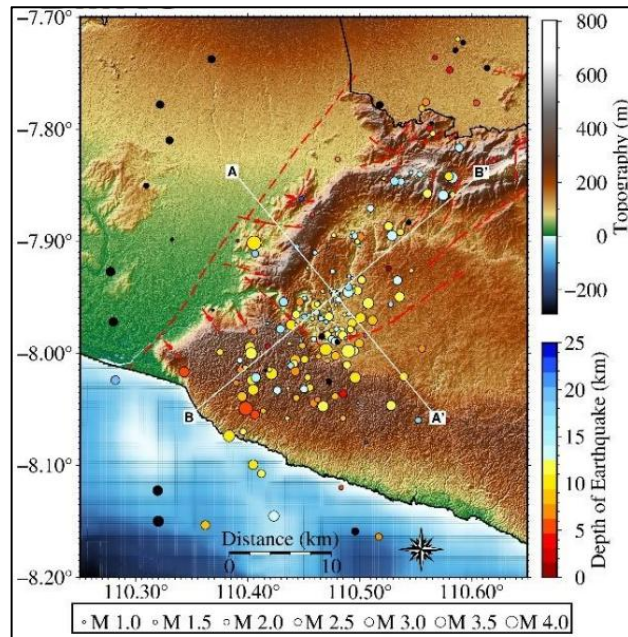 −7.70°
−7.80°
−7.90°
−8.00°
−8.10°
−8.20°
110.30° 110.40° 110.50° 110.60°
A
B'
B
A'
Distance (km)
0 10
800
600
400
200
0
−200
Topography (m)
25
20
15
10
5
0
Depth of Earthquake (km)
M 1.0 M 1.5 M 2.0 M 2.5 M 3.0 M 3.5 M 4.0